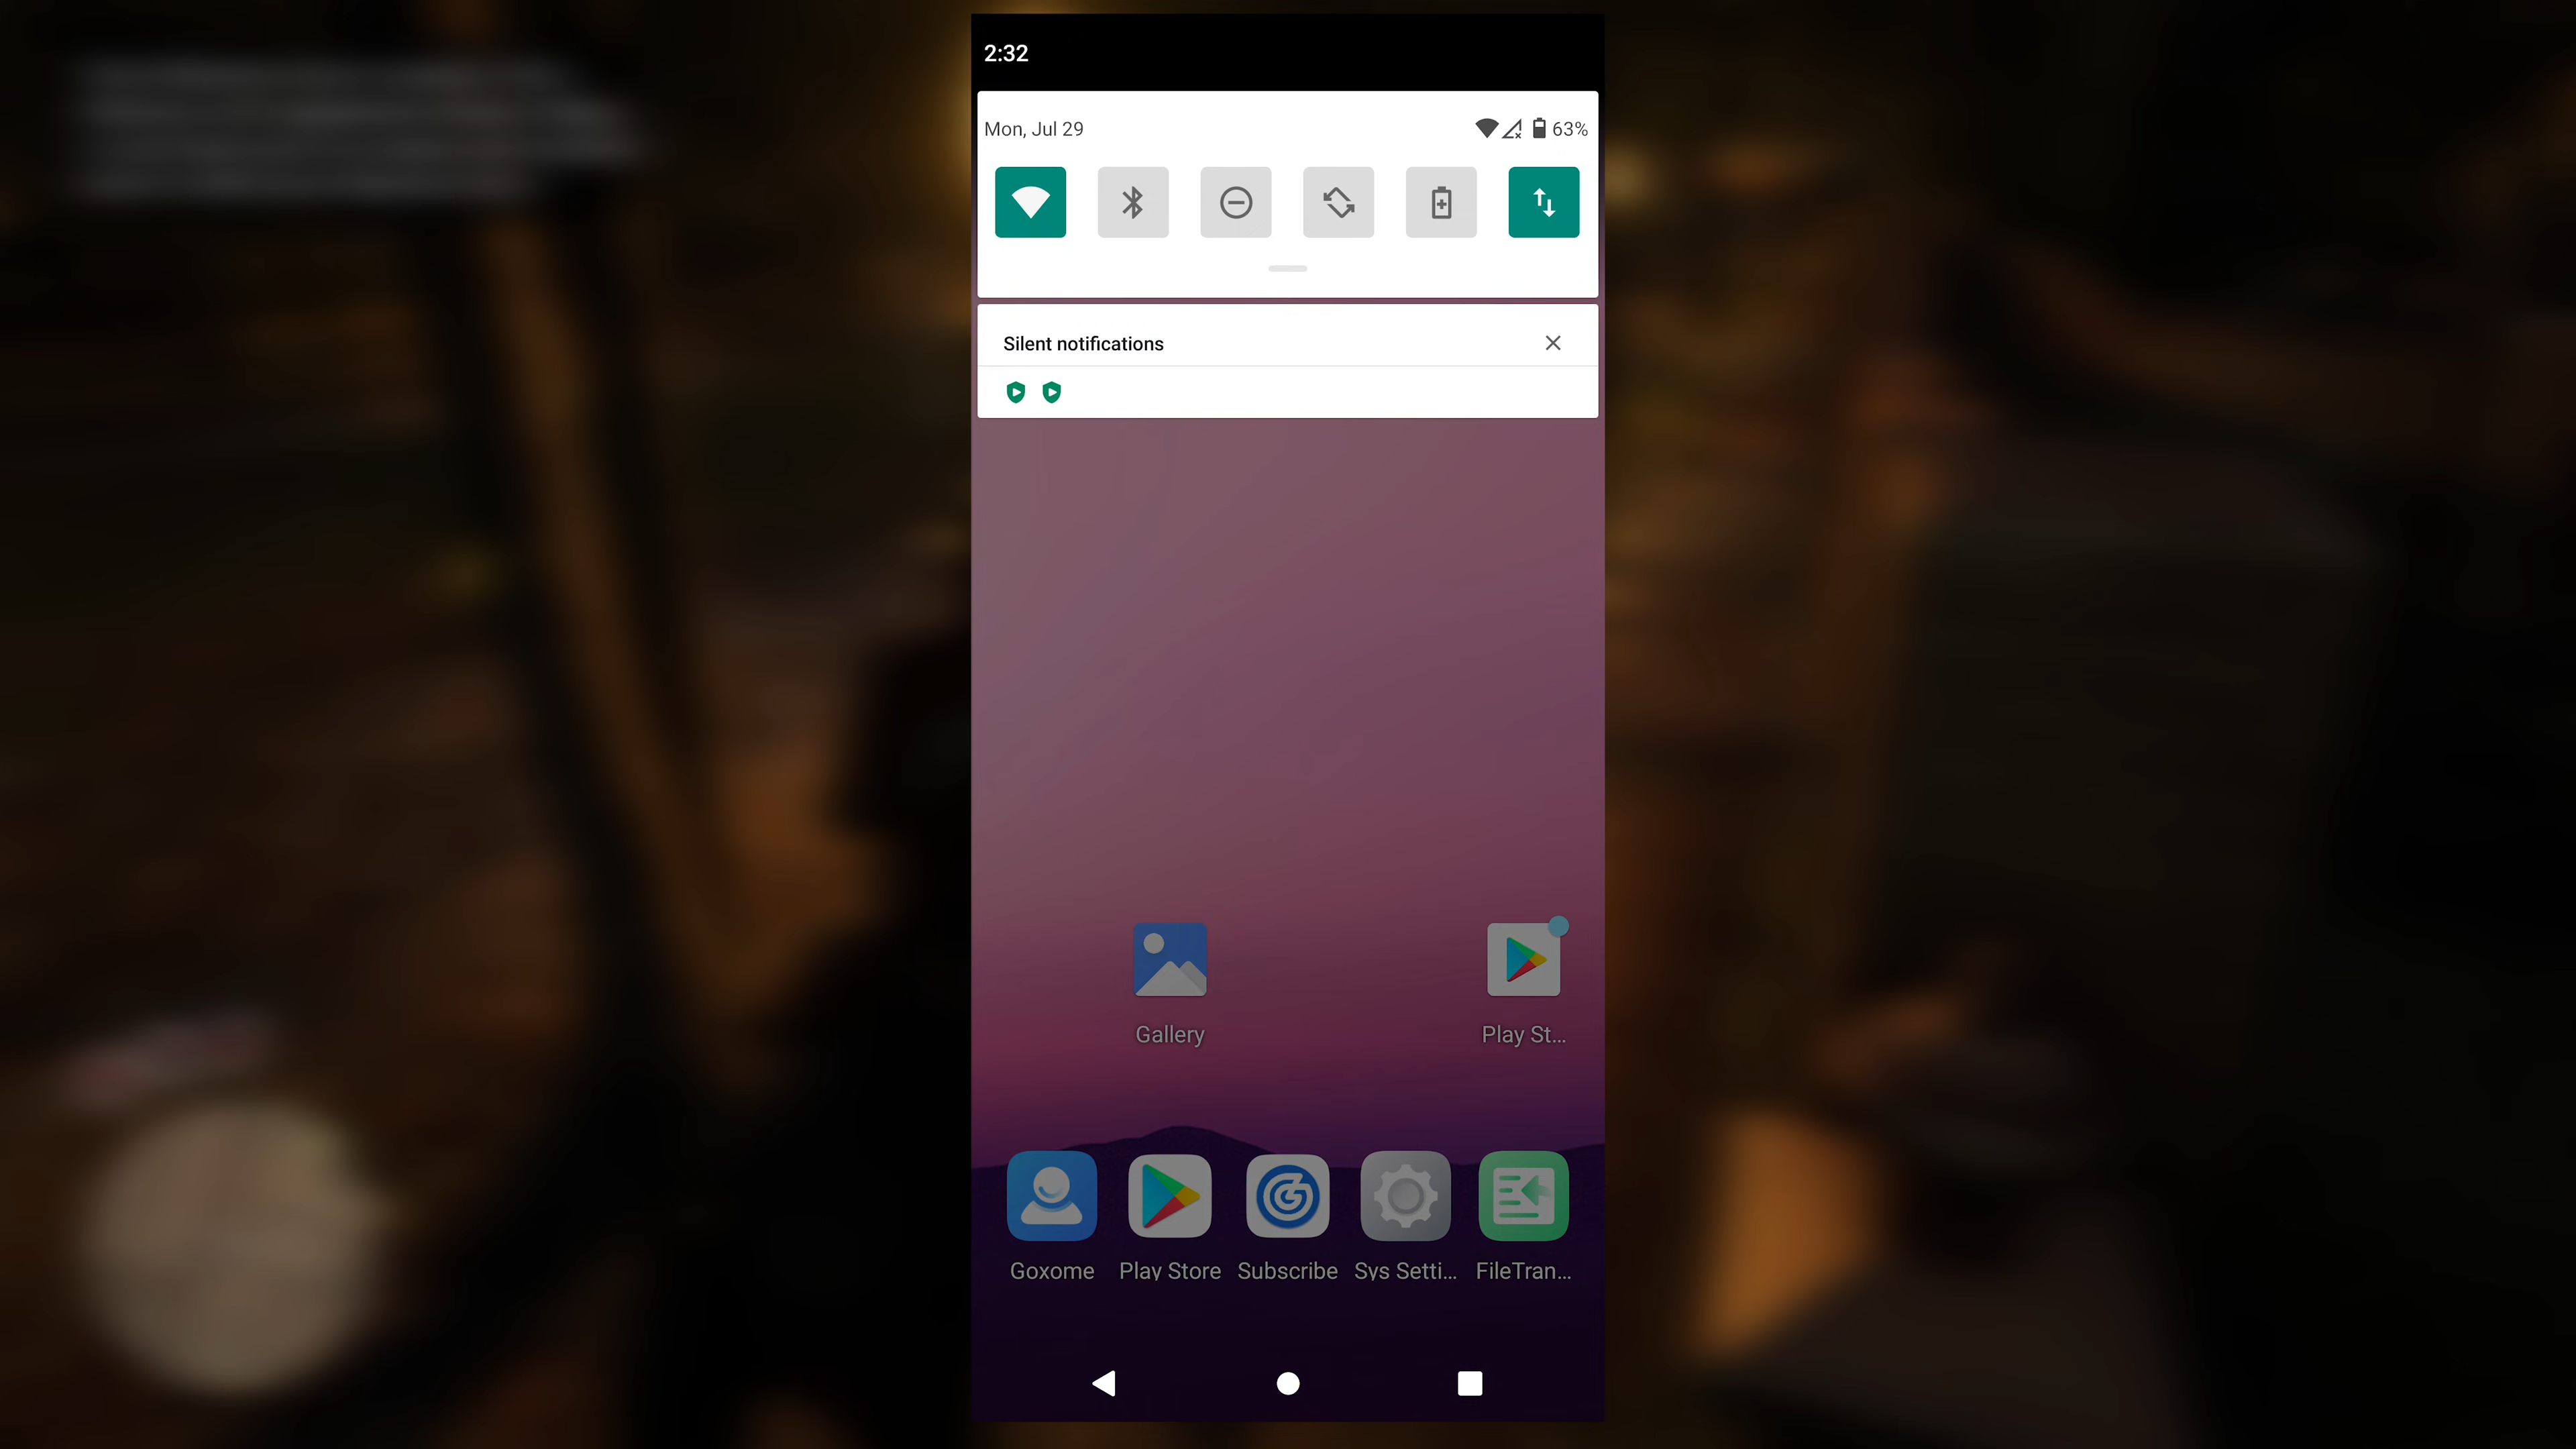 2:32
Mon, Jul 29
63%
Silent notifications
Gallery
Play St...
Goxome
Play Store
Subscribe
Sys Setti...
FileTran...